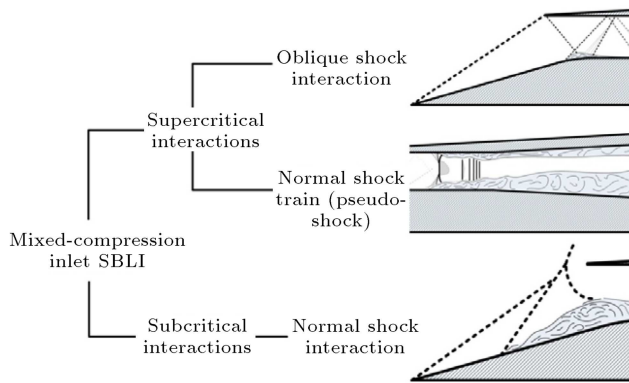 Oblique shock
interaction
Supercritical
interactions
Normal shock
train (pseudo-
shock)
Mixed-compression
inlet SBLI
Subcritical
interactions
Normal shock
interaction